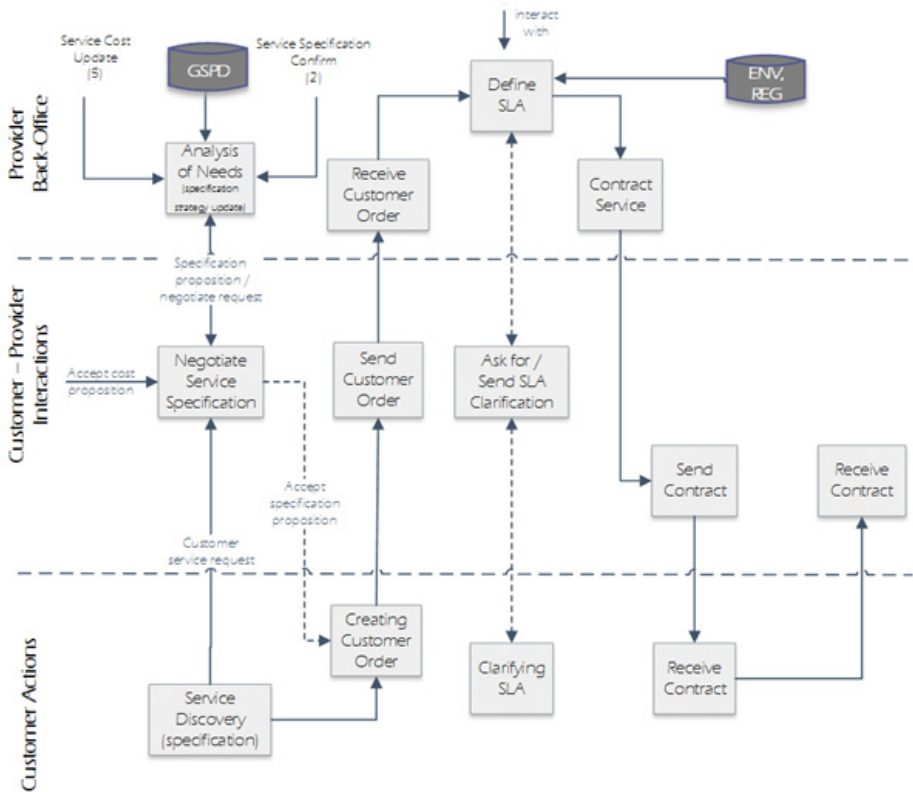 interact
with
Service Cost
Update
(5)
GSPD
Service Specification
Confirm
(2)
ENV,
REG
Define
SLA
Provider
Back-Office
Analysis
of Needs
(specification
strategy update)
Receive
Customer
Order
Contract
Service
Specification
proposition /
negotiate request
Customer – Provider
Interactions
Accept cost
proposition
Negotiate
Service
Specification
Send
Customer
Order
Ask for /
Send SLA
Clarification
Send
Contract
Receive
Contract
Accept
specification
proposition
Customer
service request
Customer Actions
Creating
Customer
Order
Clarifying
SLA
Receive
Contract
Service
Discovery
(specification)